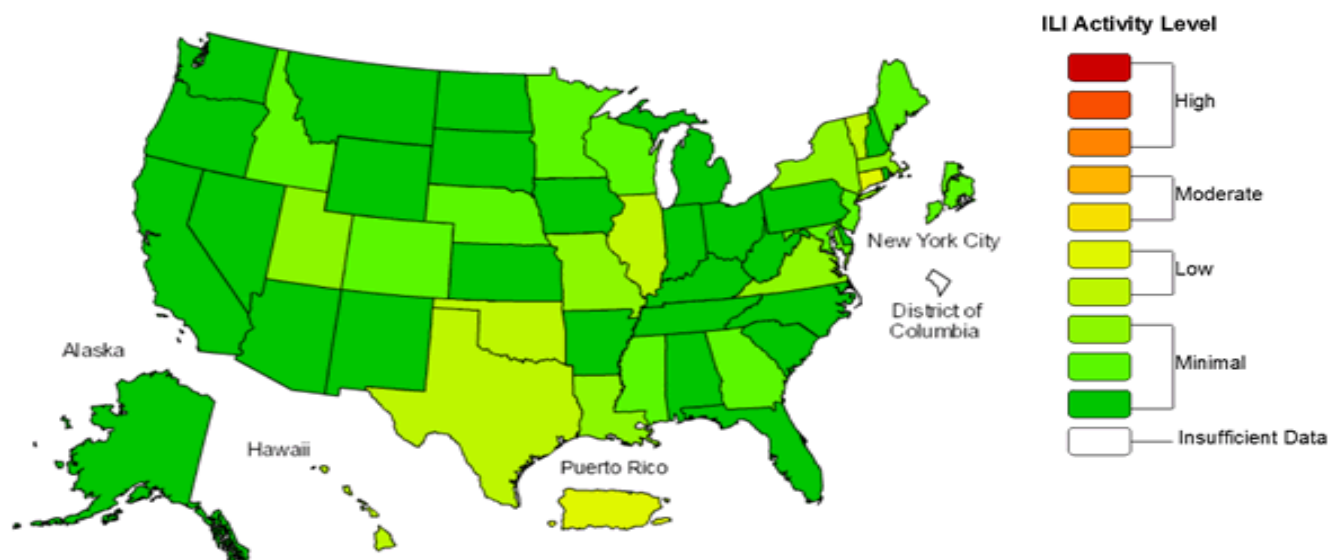 ILI Activity Level
High
Moderate
Low
Minimal
Insufficient Data
New York City
District of
Columbia
Alaska
Hawaii
Puerto Rico